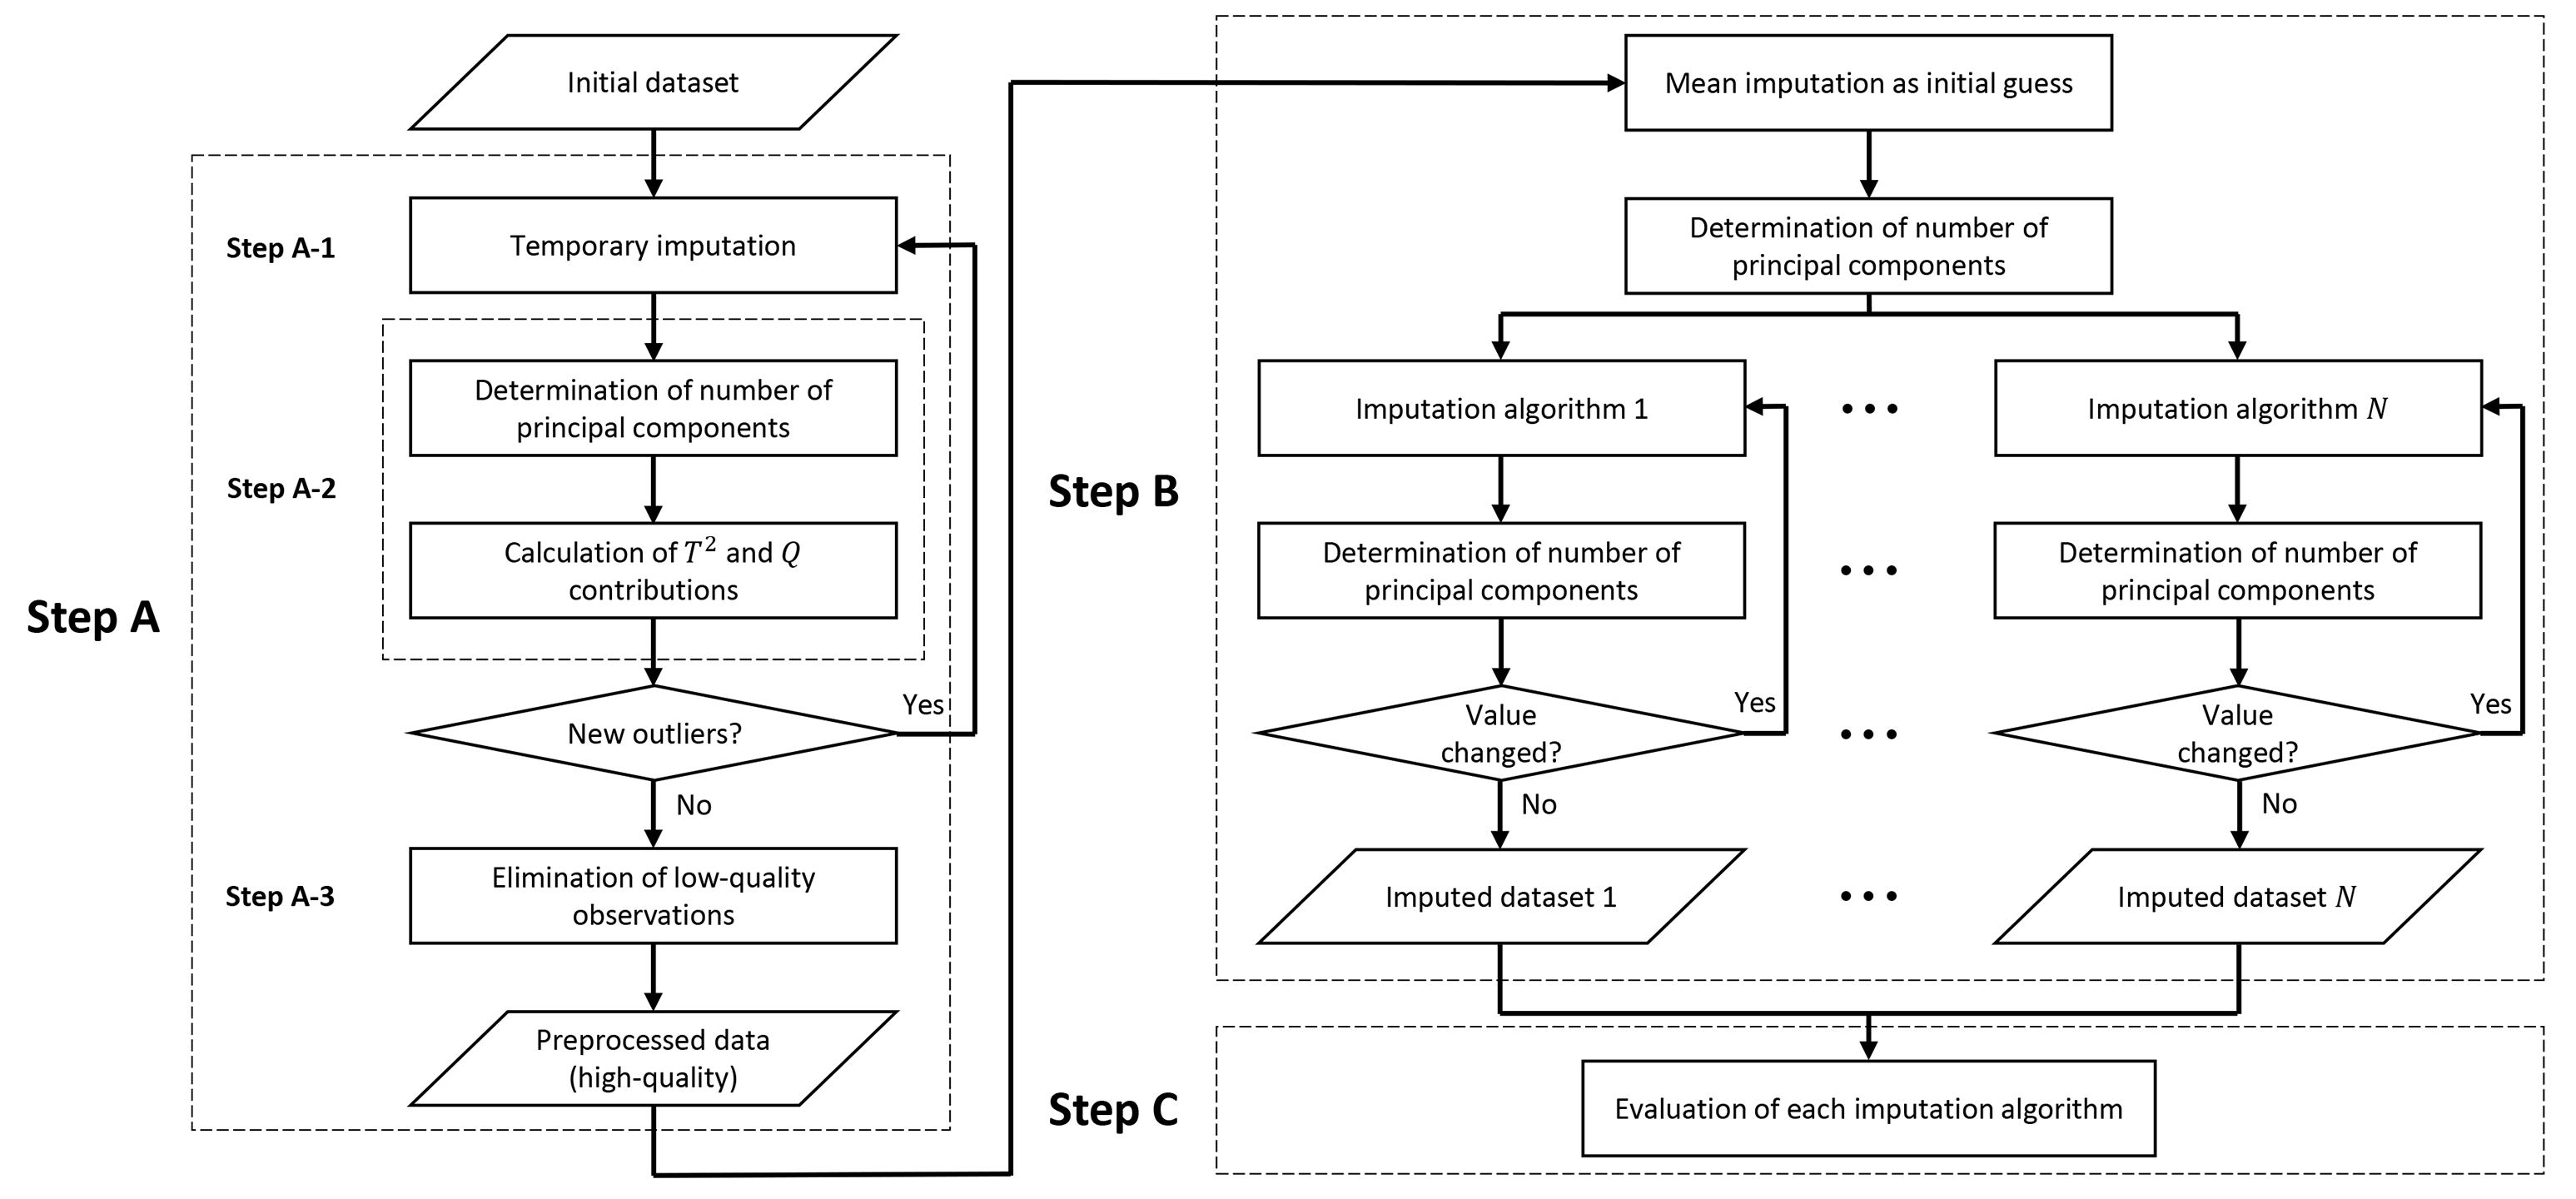 Initial dataset
Step A
Step A-1
Temporary imputation
Step A-2
Determination of number of
principal components
Calculation of T² and Q
contributions
New outliers?
Yes
No
Step A-3
Elimination of low-quality
observations
Preprocessed data
(high-quality)
Step B
Mean imputation as initial guess
Determination of number of
principal components
Imputation algorithm 1
• • •
Imputation algorithm N
Determination of number of
principal components
• • •
Determination of number of
principal components
Value
changed?
Yes
No
• • •
Value
changed?
Yes
No
Imputed dataset 1
• • •
Imputed dataset N
Step C
Evaluation of each imputation algorithm